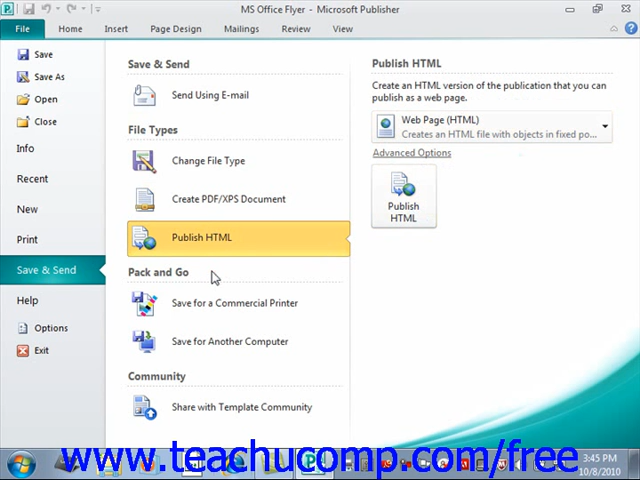 MS Office Flyer - Microsoft Publisher
File Home Insert Page Design Mailings Review View
Save
Save As
Open
Close
Info
Recent
New
Print
Save & Send
Help
Options
Exit
Save & Send
Send Using E-mail
File Types
Change File Type
Create PDF/XPS Document
Publish HTML
Pack and Go
Save for a Commercial Printer
Save for Another Computer
Community
Share with Template Community
Publish HTML
Create an HTML version of the publication that you can
publish as a web page.
Web Page (HTML)
Creates an HTML file with objects in fixed po...
Advanced Options
Publish
HTML
www.teachucomp.com/free
3:45 PM
10/8/2010